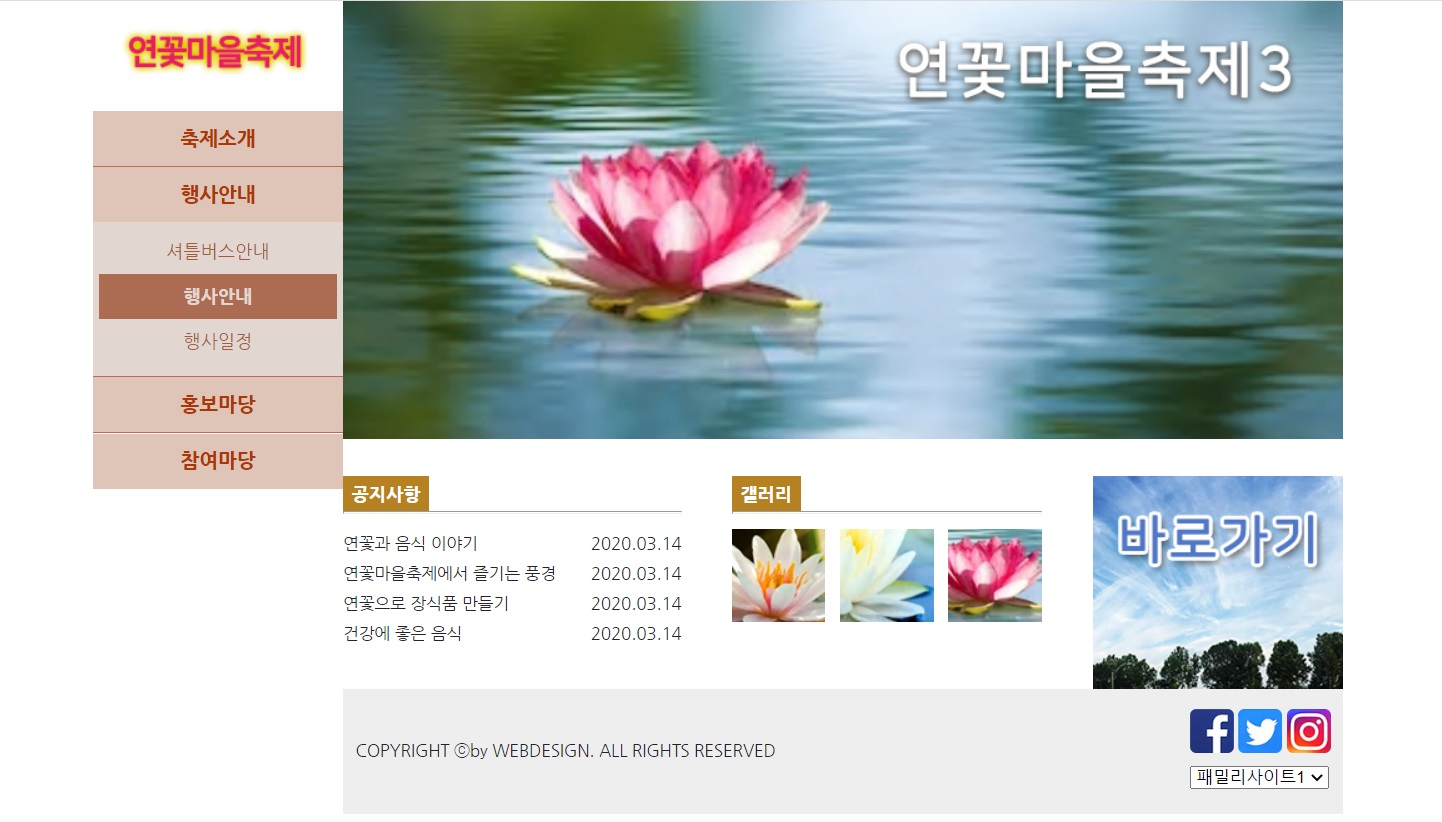 연꽃마을축제
축제소개
행사안내
셔틀버스안내
행사안내
행사일정
홍보마당
참여마당
연꽃마을축제3
공지사항
연꽃과 음식 이야기 2020.03.14
연꽃마을축제에서 즐기는 풍경 2020.03.14
연꽃으로 장식품 만들기 2020.03.14
건강에 좋은 음식 2020.03.14
갤러리
바로가기
COPYRIGHT ⓒby WEBDESIGN. ALL RIGHTS RESERVED
패밀리사이트1